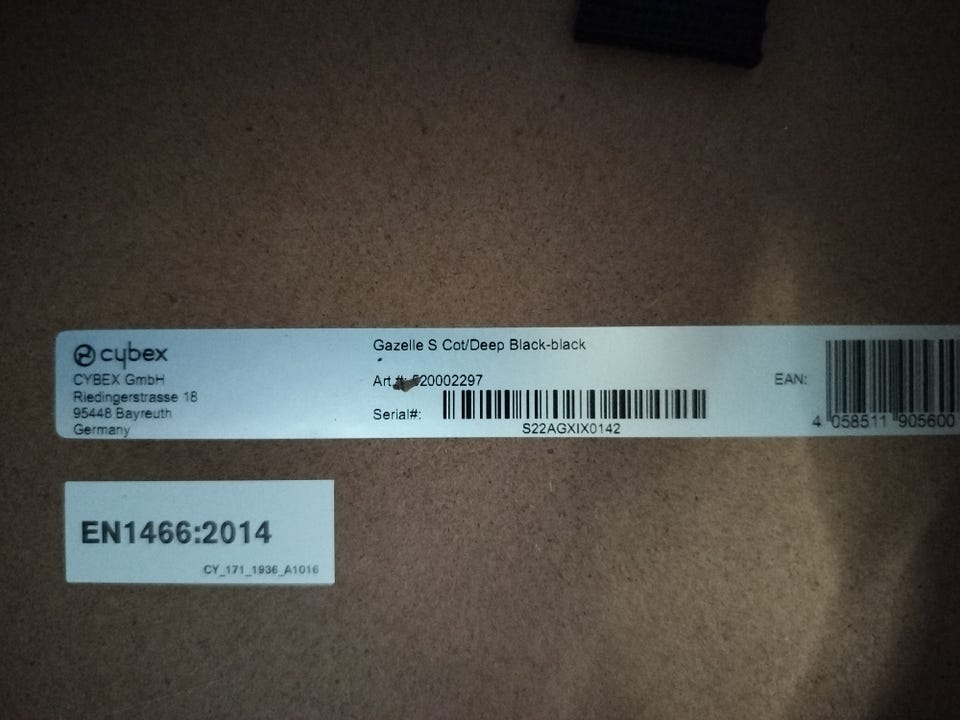 cybex
CYBEX GmbH
Riedingerstrasse 18
95448 Bayreuth
Germany
Gazelle S Cot/Deep Black-black
Art.#: 20002297
Serial#:
S22AGXIX0142
EAN:
4 058511 905600
EN1466:2014
CY_171_1936_A1016